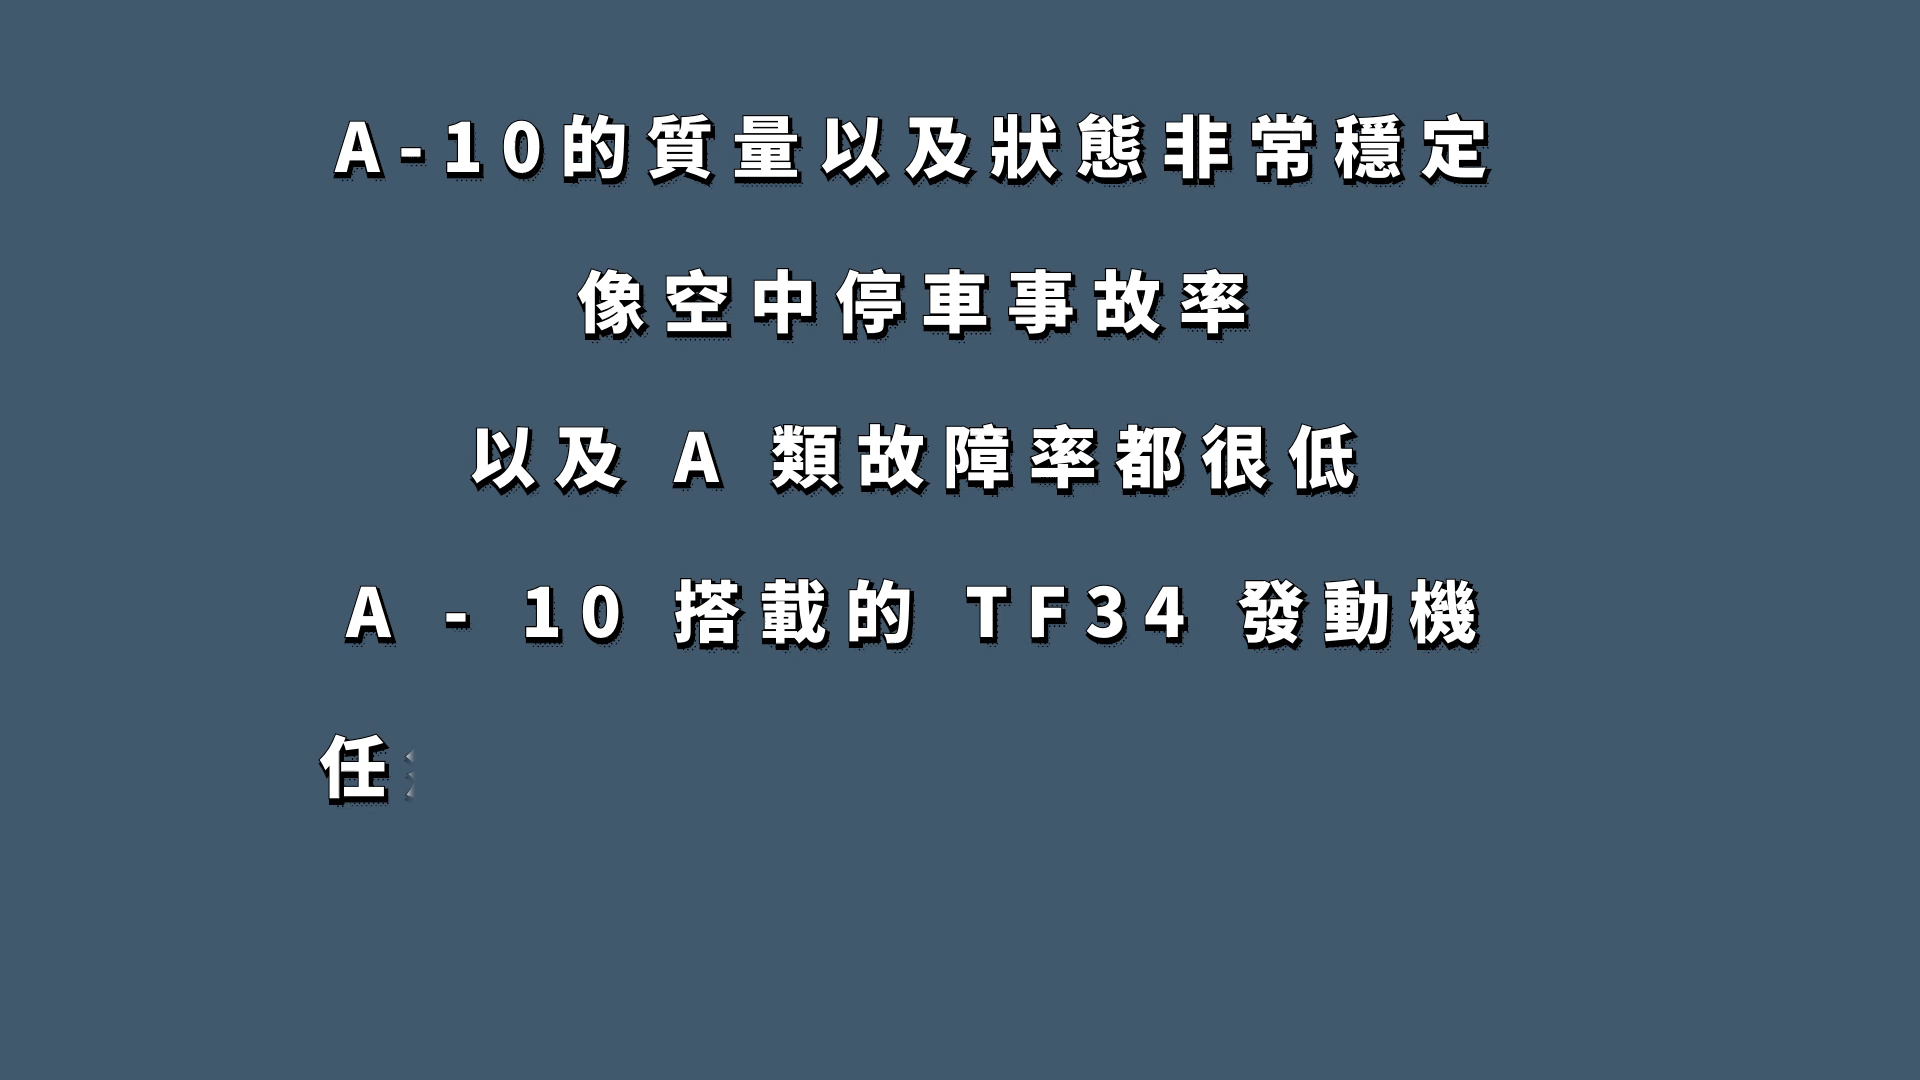 A-10的質量以及狀態非常穩定
像空中停車事故率
以及 A 類故障率都很低
A - 10 搭載的 TF34 發動機
任